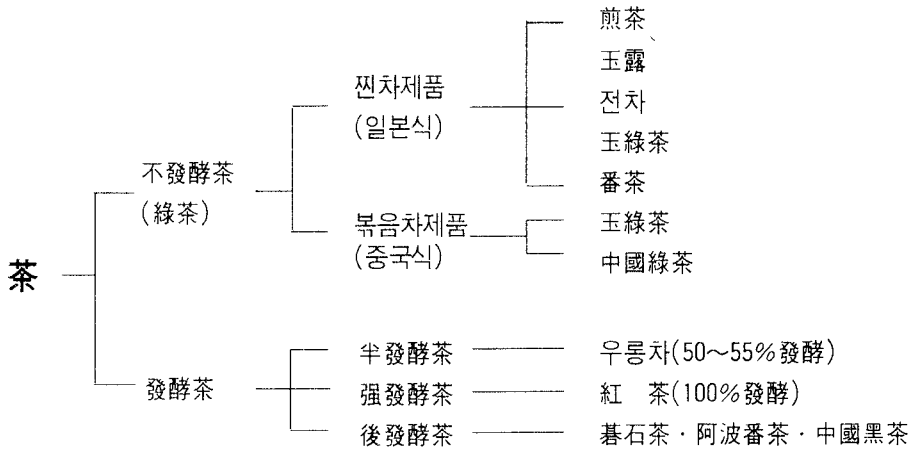 茶
不發酵茶
(綠茶)
찐차제품
(일본식)
煎茶
玉露
전차
玉綠茶
番茶
볶음차제품
(중국식)
玉綠茶
中國綠茶
發酵茶
半發酵茶
우롱차(50～55%發酵)
强發酵茶
紅 茶(100%發酵)
後發酵茶
碁石茶·阿波番茶·中國黑茶